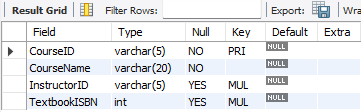 Result Grid Filter Rows: Export: Wra
Field Type Null Key Default Extra
CourseID varchar(5) NO PRI NULL
CourseName varchar(20) NO NULL
InstructorID varchar(5) YES MUL NULL
TextbookISBN int YES MUL NULL